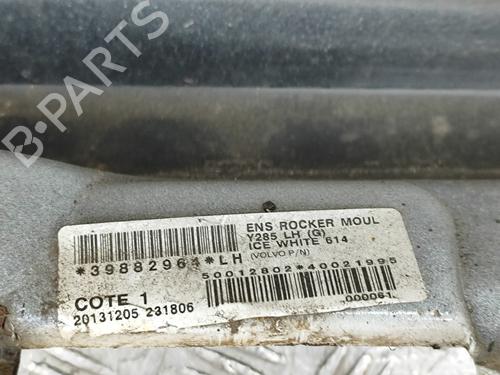 B-PARTS
ENS ROCKER MOUL
Y285 LH (G)
ICE WHITE 614
*39882964*LH
(VOLVO P/N)
50012802*40021995
COTE 1
20131205 231806
000061